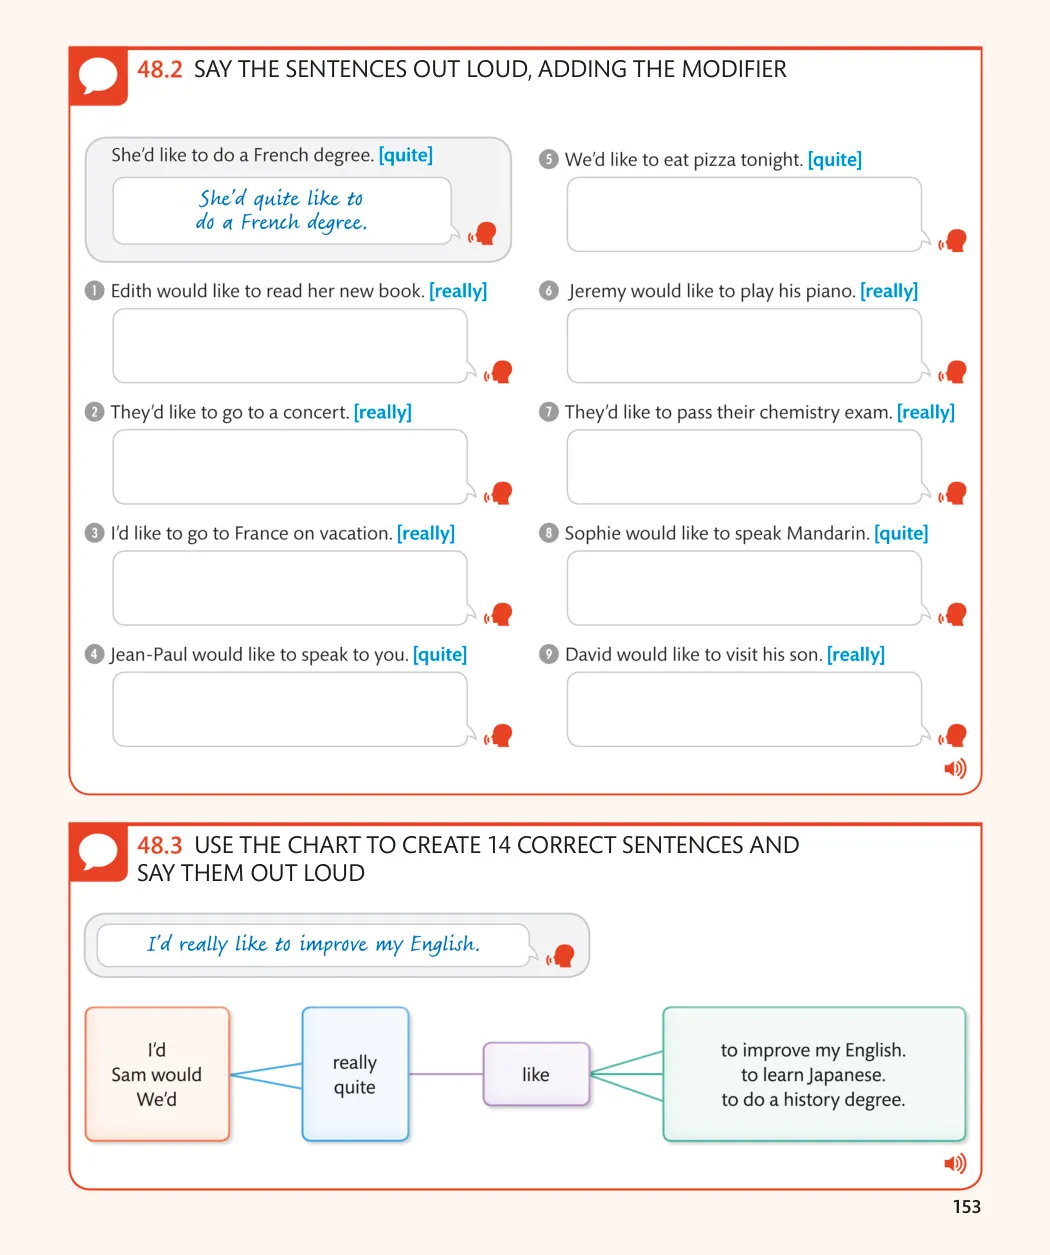 48.2 SAY THE SENTENCES OUT LOUD, ADDING THE MODIFIER
She’d like to do a French degree. [quite]
She’d quite like to
do a French degree.
1 Edith would like to read her new book. [really]
2 They’d like to go to a concert. [really]
3 I’d like to go to France on vacation. [really]
4 Jean-Paul would like to speak to you. [quite]
5 We’d like to eat pizza tonight. [quite]
6 Jeremy would like to play his piano. [really]
7 They’d like to pass their chemistry exam. [really]
8 Sophie would like to speak Mandarin. [quite]
9 David would like to visit his son. [really]
48.3 USE THE CHART TO CREATE 14 CORRECT SENTENCES AND
SAY THEM OUT LOUD
I’d really like to improve my English.
I’d
Sam would
We’d
really
quite
like
to improve my English.
to learn Japanese.
to do a history degree.
153